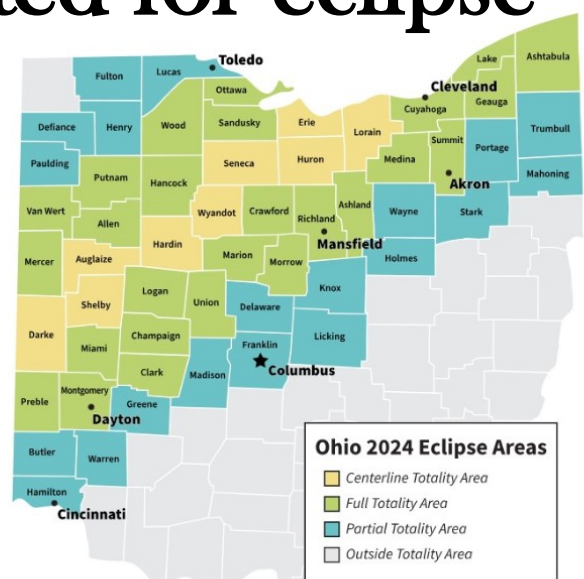 ted for eclipse
Toledo
Fulton
Lucas
Lake
Ashtabula
Ottawa
Cleveland
Geauga
Cuyahoga
Defiance
Henry
Wood
Sandusky
Erie
Lorain
Trumbull
Summit
Portage
Paulding
Putnam
Hancock
Seneca
Huron
Medina
Akron
Mahoning
Van Wert
Allen
Wyandot
Crawford
Richland
Ashland
Wayne
Stark
Mansfield
Mercer
Auglaize
Hardin
Marion
Morrow
Holmes
Logan
Union
Knox
Shelby
Delaware
Darke
Champaign
Licking
Miami
Franklin
Columbus
Clark
Madison
Preble
Montgomery
Greene
Dayton
Butler
Warren
Hamilton
Cincinnati
Ohio 2024 Eclipse Areas
Centerline Totality Area
Full Totality Area
Partial Totality Area
Outside Totality Area